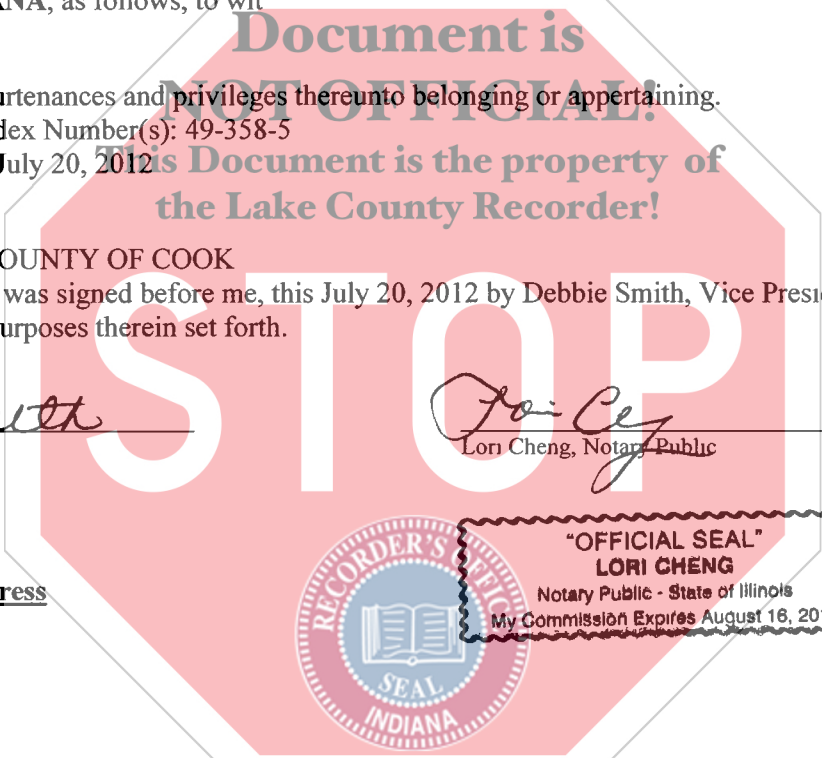 ANA, as follows, to wit
Document is
NOT OFFICIAL!
urtenances and privileges thereunto belonging or appertaining.
dex Number(s): 49-358-5
July 20, 2012
This Document is the property of
the Lake County Recorder!
OUNTY OF COOK
was signed before me, this July 20, 2012 by Debbie Smith, Vice Presi
urposes therein set forth.
STOP
Lori Cheng, Notary Public
"OFFICIAL SEAL"
LORI CHENG
Notary Public - State of Illinois
My Commission Expires August 16, 201
ress
RECORDER'S OFFICE
SEAL
INDIANA